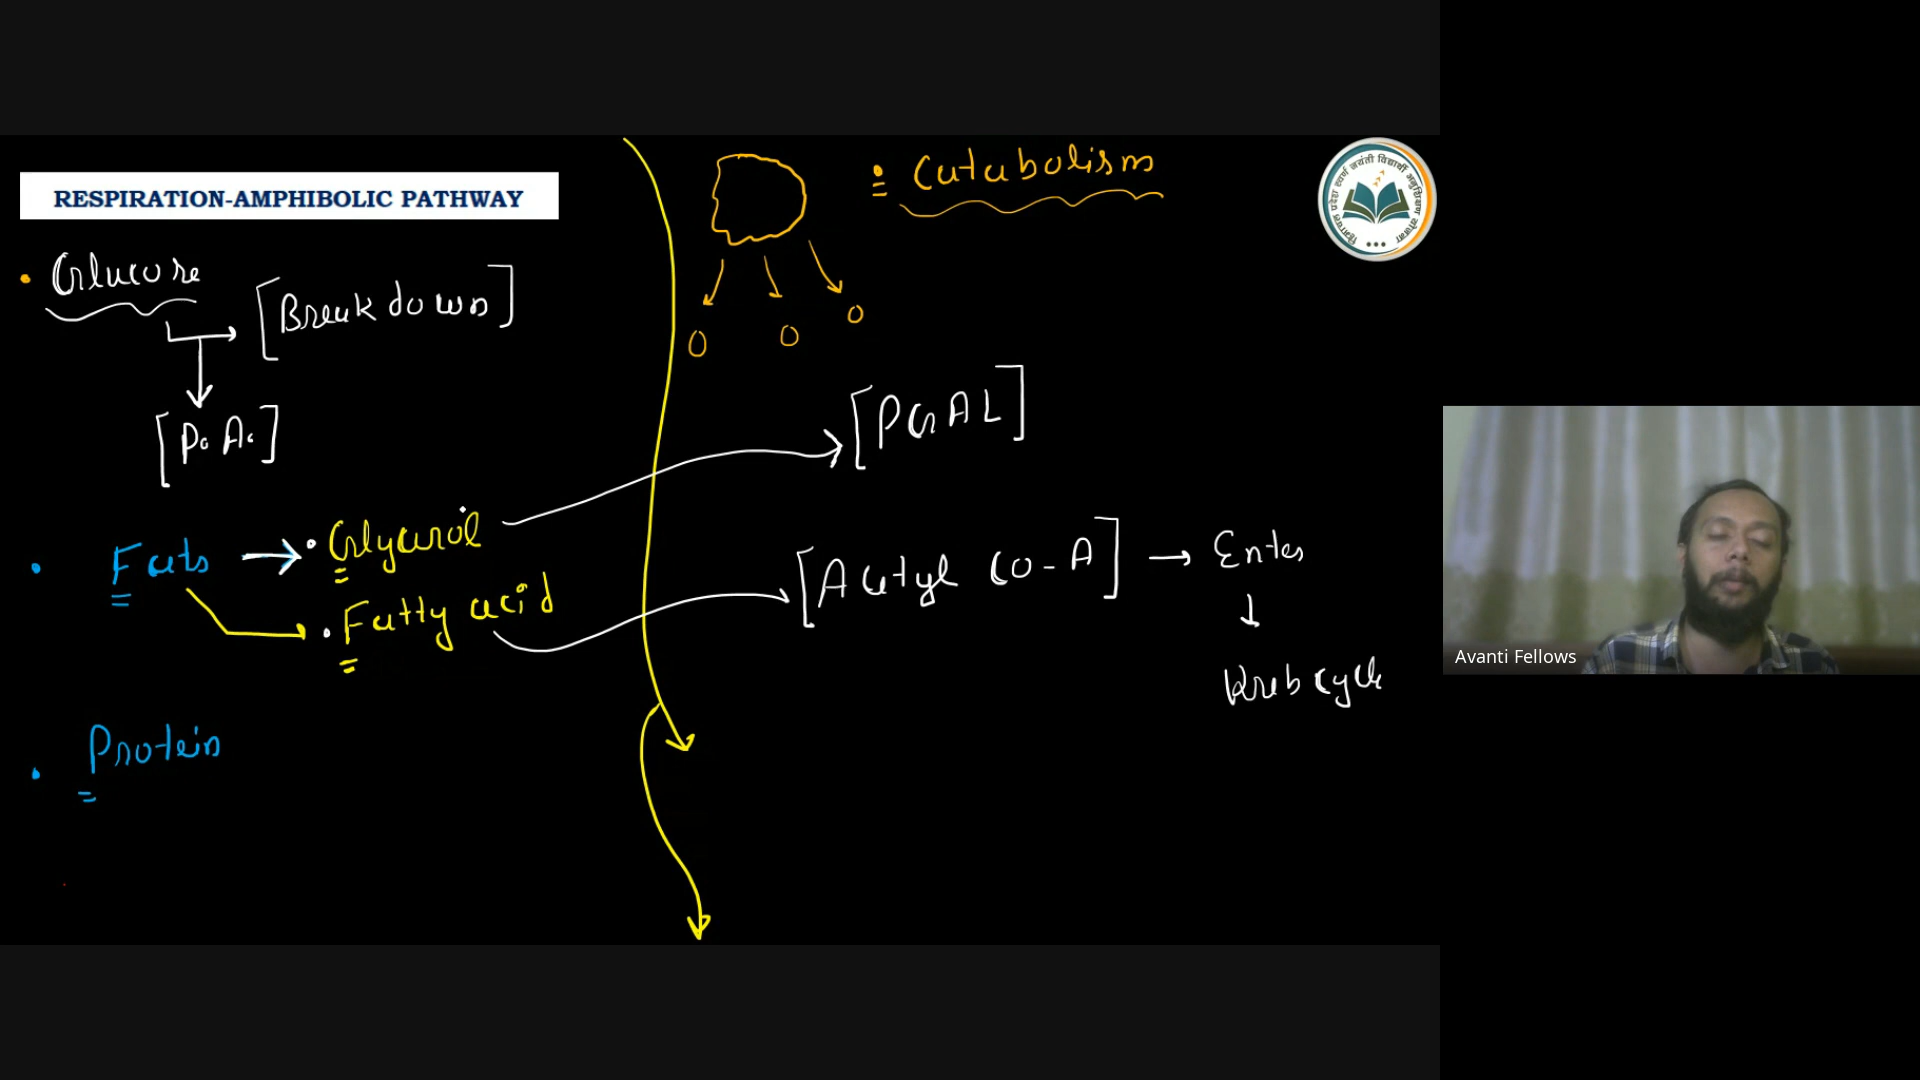 RESPIRATION-AMPHIBOLIC PATHWAY
• Glucose
[Breakdown]
[P. A.]
• Fats → • Glycerol
• Fatty acid
• Protein
: Catabolism
O O O
[PGAL]
[Acetyl CO-A] → Enter
↓
Kreb cycle
Avanti Fellows